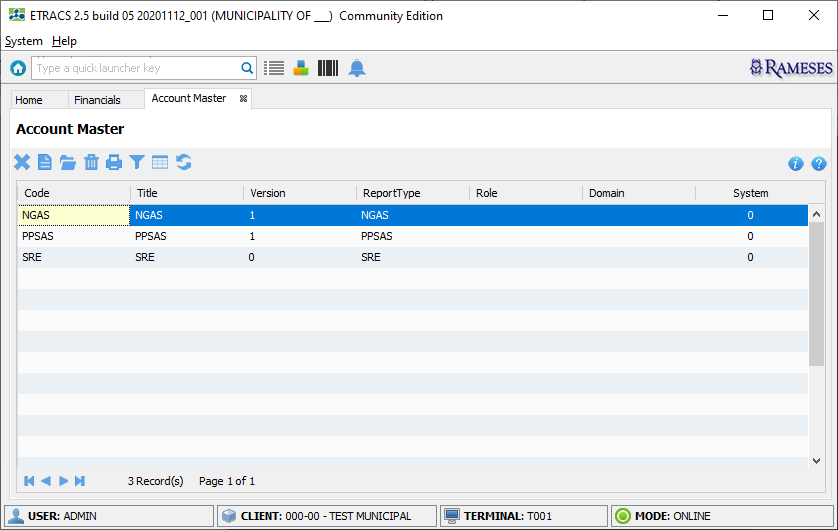 ETRACS 2.5 build 05 20201112_001 (MUNICIPALITY OF ___)  Community Edition
System Help
Type a quick launcher key RAMESES
Home Financials Account Master
Account Master
Code Title Version ReportType Role Domain System
NGAS NGAS 1 NGAS 0
PPSAS PPSAS 1 PPSAS 0
SRE SRE 0 SRE 0
3 Record(s) Page 1 of 1
USER: ADMIN CLIENT: 000-00 - TEST MUNICIPAL TERMINAL: T001 MODE: ONLINE